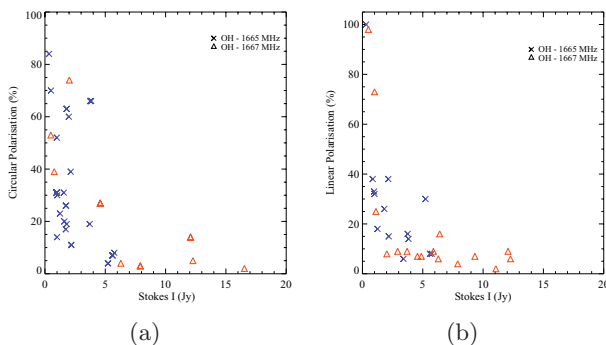 100
80
60
40
20
0
Circular Polarisation (%)
OH - 1665 MHz
OH - 1667 MHz
0 5 10 15 20
Stokes I (Jy)
(a)
100
80
60
40
20
0
Linear Polarisation (%)
OH - 1665 MHz
OH - 1667 MHz
0 5 10 15 20
Stokes I (Jy)
(b)